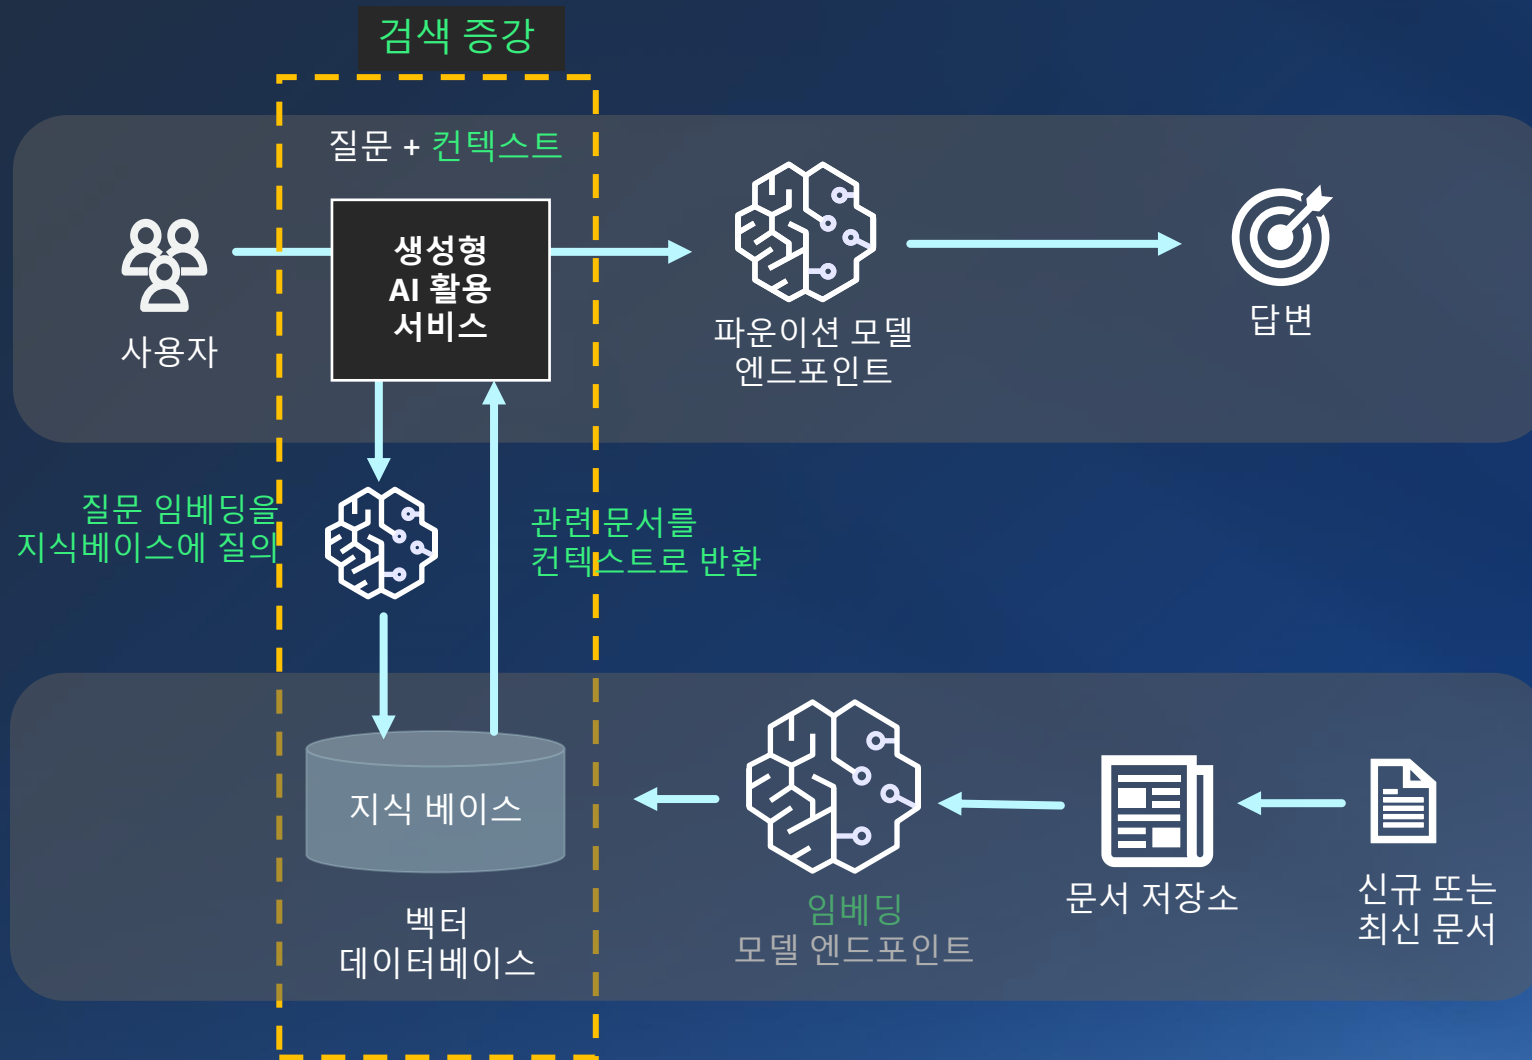 검색 증강
질문 + 컨텍스트
생성형
AI 활용
서비스
사용자
파운이션 모델
엔드포인트
답변
질문 임베딩을
지식베이스에 질의
관련 문서를
컨텍스트로 반환
지식 베이스
벡터
데이터베이스
임베딩
모델 엔드포인트
문서 저장소
신규 또는
최신 문서